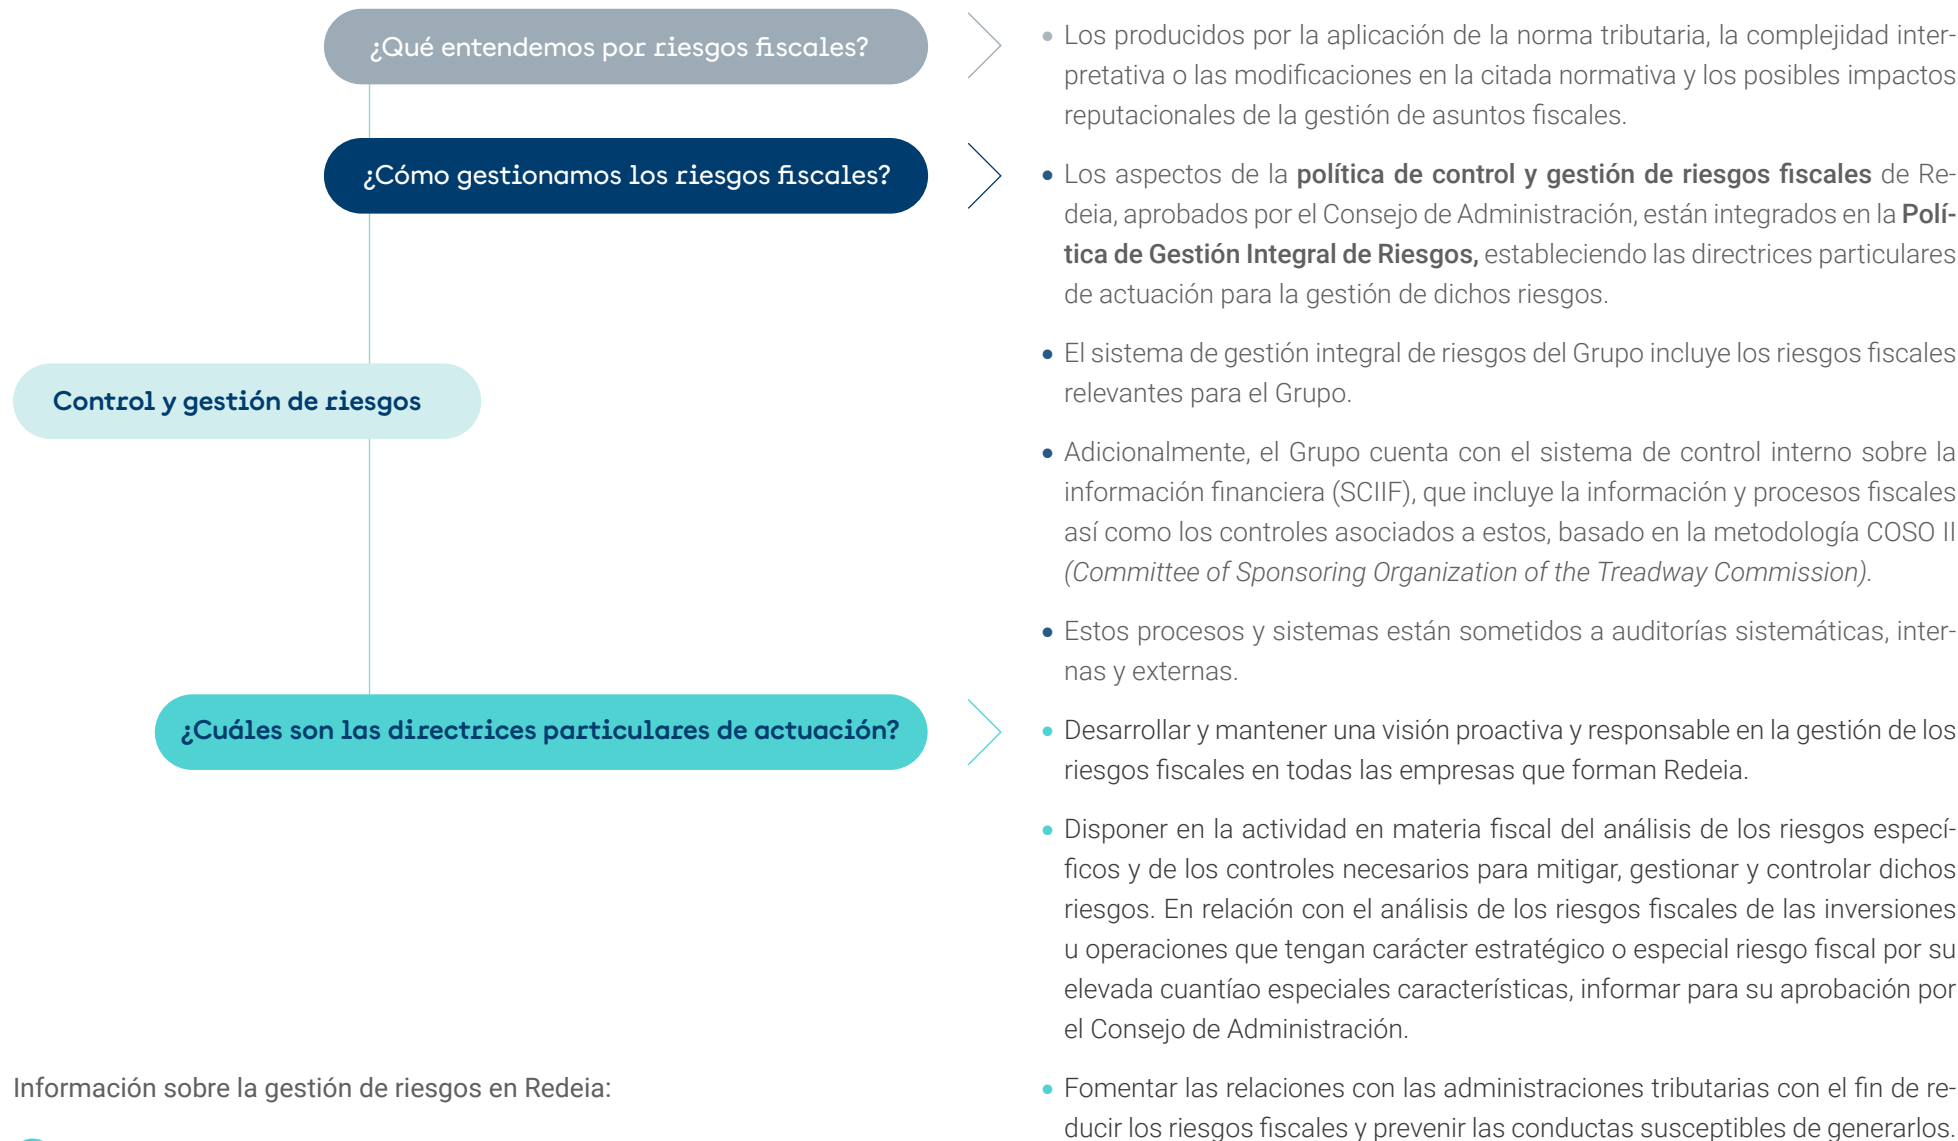 ¿Qué entendemos por riesgos fiscales?
• Los producidos por la aplicación de la norma tributaria, la complejidad inter-
pretativa o las modificaciones en la citada normativa y los posibles impactos
reputacionales de la gestión de asuntos fiscales.
¿Cómo gestionamos los riesgos fiscales?
• Los aspectos de la política de control y gestión de riesgos fiscales de Re-
deia, aprobados por el Consejo de Administración, están integrados en la Polí-
tica de Gestión Integral de Riesgos, estableciendo las directrices particulares
de actuación para la gestión de dichos riesgos.
• El sistema de gestión integral de riesgos del Grupo incluye los riesgos fiscales
relevantes para el Grupo.
Control y gestión de riesgos
• Adicionalmente, el Grupo cuenta con el sistema de control interno sobre la
información financiera (SCIIF), que incluye la información y procesos fiscales
así como los controles asociados a estos, basado en la metodología COSO II
(Committee of Sponsoring Organization of the Treadway Commission).
• Estos procesos y sistemas están sometidos a auditorías sistemáticas, inter-
nas y externas.
¿Cuáles son las directrices particulares de actuación?
• Desarrollar y mantener una visión proactiva y responsable en la gestión de los
riesgos fiscales en todas las empresas que forman Redeia.
• Disponer en la actividad en materia fiscal del análisis de los riesgos especí-
ficos y de los controles necesarios para mitigar, gestionar y controlar dichos
riesgos. En relación con el análisis de los riesgos fiscales de las inversiones
u operaciones que tengan carácter estratégico o especial riesgo fiscal por su
elevada cuantíao especiales características, informar para su aprobación por
el Consejo de Administración.
• Fomentar las relaciones con las administraciones tributarias con el fin de re-
ducir los riesgos fiscales y prevenir las conductas susceptibles de generarlos.
Información sobre la gestión de riesgos en Redeia: